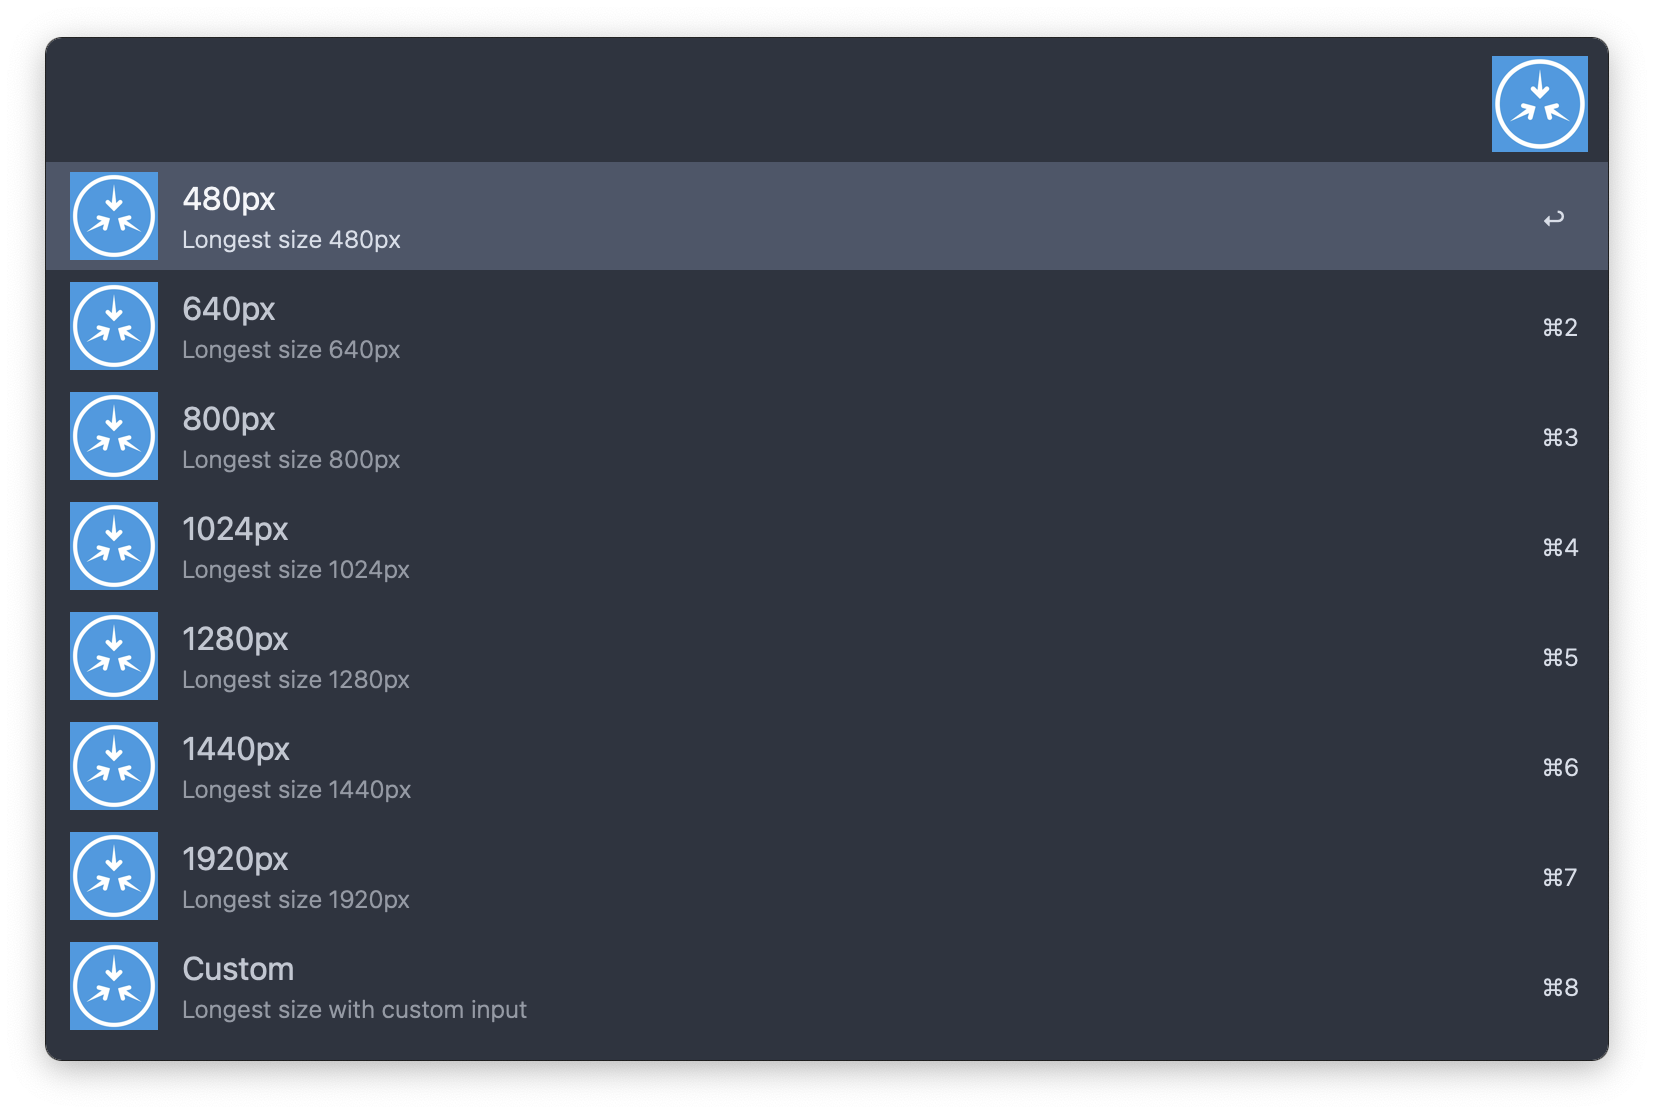 480px
Longest size 480px
↩
640px
Longest size 640px
⌘2
800px
Longest size 800px
⌘3
1024px
Longest size 1024px
⌘4
1280px
Longest size 1280px
⌘5
1440px
Longest size 1440px
⌘6
1920px
Longest size 1920px
⌘7
Custom
Longest size with custom input
⌘8